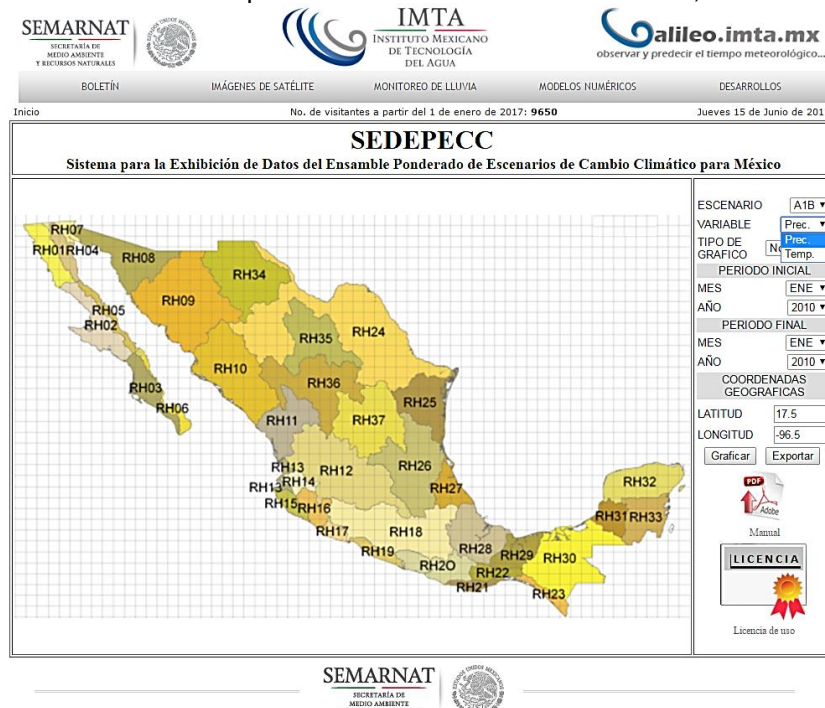 SEMARNAT
SECRETARÍA DE
MEDIO AMBIENTE
Y RECURSOS NATURALES
IMTA
INSTITUTO MEXICANO
DE TECNOLOGÍA
DEL AGUA
alileo.imta.mx
observar y predecir el tiempo meteorológico...
BOLETÍN IMÁGENES DE SATÉLITE MONITOREO DE LLUVIA MODELOS NUMÉRICOS DESARROLLOS
Inicio No. de visitantes a partir del 1 de enero de 2017: 9650 Jueves 15 de Junio de 201
SEDEPECC
Sistema para la Exhibición de Datos del Ensamble Ponderado de Escenarios de Cambio Climático para México
RH07
RH01 RH04
RH08
RH34
RH09
RH05
RH02
RH35
RH24
RH10
RH36
RH03
RH06
RH25
RH11
RH37
RH13
RH12
RH26
RH14
RH13
RH27
RH32
RH15
RH16
RH31 RH33
RH17
RH18
RH19
RH28
RH29
RH30
RH20
RH22
RH21
RH23
ESCENARIO A1B
VARIABLE Prec.
Prec.
Temp.
TIPO DE
GRAFICO
PERIODO INICIAL
MES ENE
AÑO 2010
PERIODO FINAL
MES ENE
AÑO 2010
COORDENADAS
GEOGRAFICAS
LATITUD 17.5
LONGITUD -96.5
Graficar Exportar
PDF
Adobe
Manual
LICENCIA
Licencia de uso
SEMARNAT
SECRETARÍA DE
MEDIO AMBIENTE